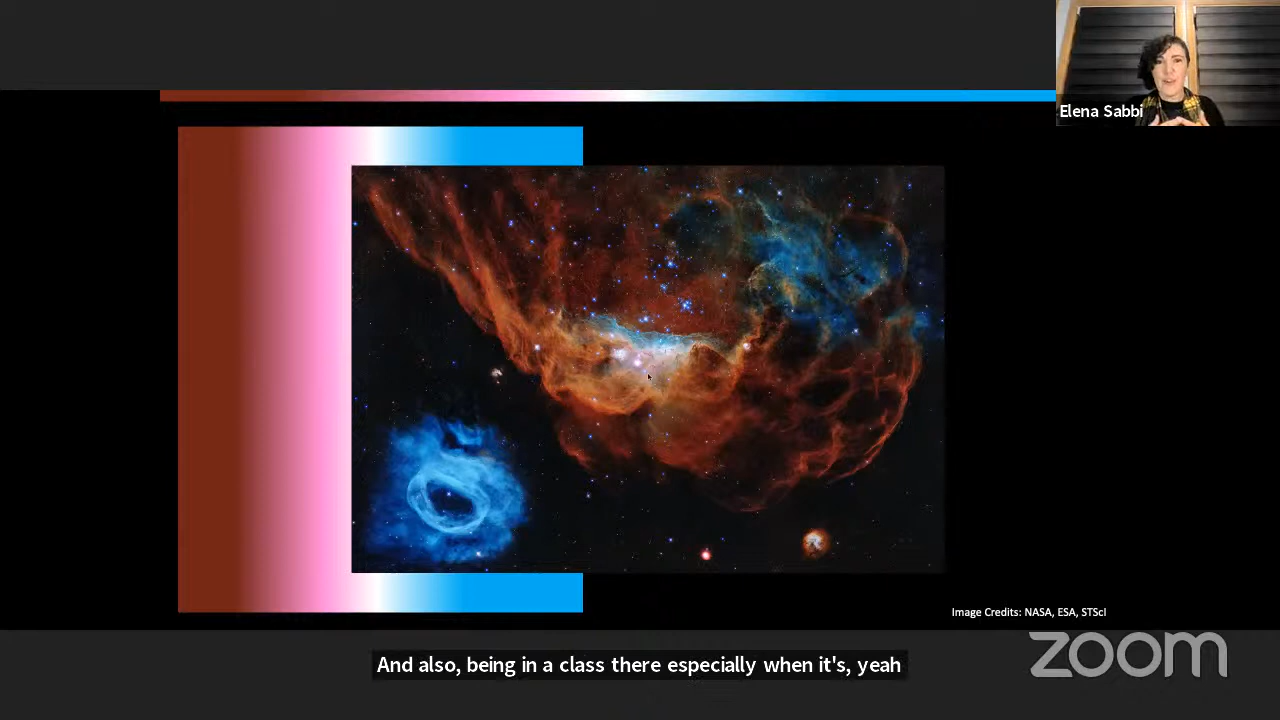 Elena Sabbi
Image Credits: NASA, ESA, STScI
zoom
And also, being in a class there especially when it's, yeah